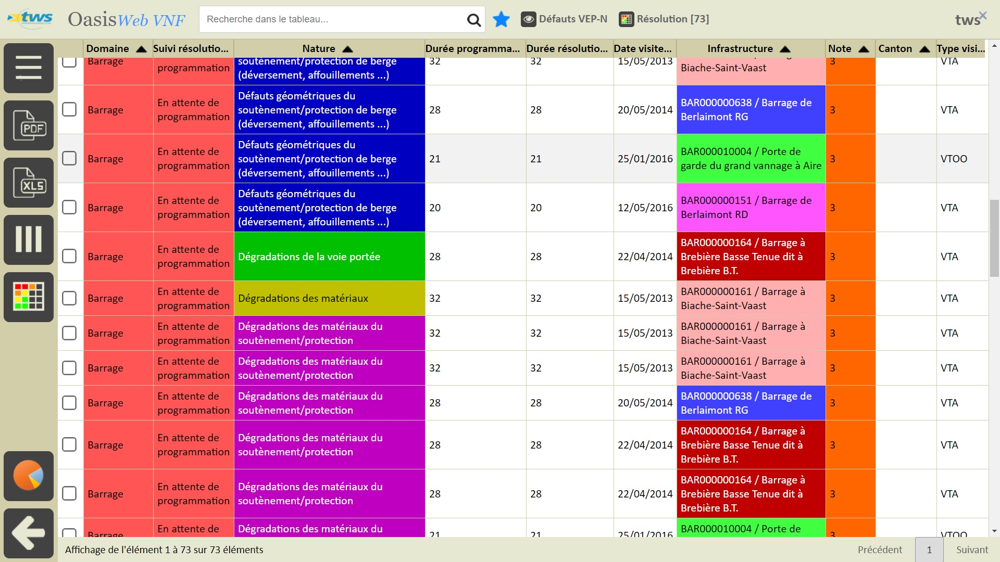 tws
OasisWeb VNF
Recherche dans le tableau...
Défauts VEP-N
Résolution [73]
tws
Domaine Suivi résolutio... Nature Durée programma... Durée résolutio... Date visite... Infrastructure Note Canton Type visi...
Barrage
programmation
soutènement/protection de berge
(déversement, affouillements ...)
32 32 15/05/2013
Biache-Saint-Vaast
3 VTA
Barrage
En attente de
programmation
Défauts géométriques du
soutènement/protection de berge
(déversement, affouillements ...)
28 28 20/05/2014
BAR000000638 / Barrage de
Berlaimont RG
3 VTA
Barrage
En attente de
programmation
Défauts géométriques du
soutènement/protection de berge
(déversement, affouillements ...)
21 21 25/01/2016
BAR000010004 / Porte de
garde du grand vannage à Aire
3 VTOO
Barrage
En attente de
programmation
Défauts géométriques du
soutènement/protection de berge
(déversement, affouillements ...)
20 20 12/05/2016
BAR000000151 / Barrage de
Berlaimont RD
3 VTA
Barrage
En attente de
programmation
Dégradations de la voie portée
28 28 22/04/2014
BAR000000164 / Barrage à
Brebière Basse Tenue dit à
Brebière B.T.
3 VTA
Barrage
En attente de
programmation
Dégradations des matériaux
32 32 15/05/2013
BAR000000161 / Barrage à
Biache-Saint-Vaast
3 VTA
Barrage
En attente de
programmation
Dégradations des matériaux du
soutènement/protection
32 32 15/05/2013
BAR000000161 / Barrage à
Biache-Saint-Vaast
3 VTA
Barrage
En attente de
programmation
Dégradations des matériaux du
soutènement/protection
32 32 15/05/2013
BAR000000161 / Barrage à
Biache-Saint-Vaast
3 VTA
Barrage
En attente de
programmation
Dégradations des matériaux du
soutènement/protection
28 28 20/05/2014
BAR000000638 / Barrage de
Berlaimont RG
3 VTA
Barrage
En attente de
programmation
Dégradations des matériaux du
soutènement/protection
28 28 22/04/2014
BAR000000164 / Barrage à
Brebière Basse Tenue dit à
Brebière B.T.
3 VTA
Barrage
En attente de
programmation
Dégradations des matériaux du
soutènement/protection
28 28 22/04/2014
BAR000000164 / Barrage à
Brebière Basse Tenue dit à
Brebière B.T.
3 VTA
Barrage
En attente de
Dégradations des matériaux du
21 21 25/01/2016
BAR000010004 / Porte de
3 VTOO
PDF
XLS
Affichage de l'élément 1 à 73 sur 73 éléments
Précédent 1 Suivant